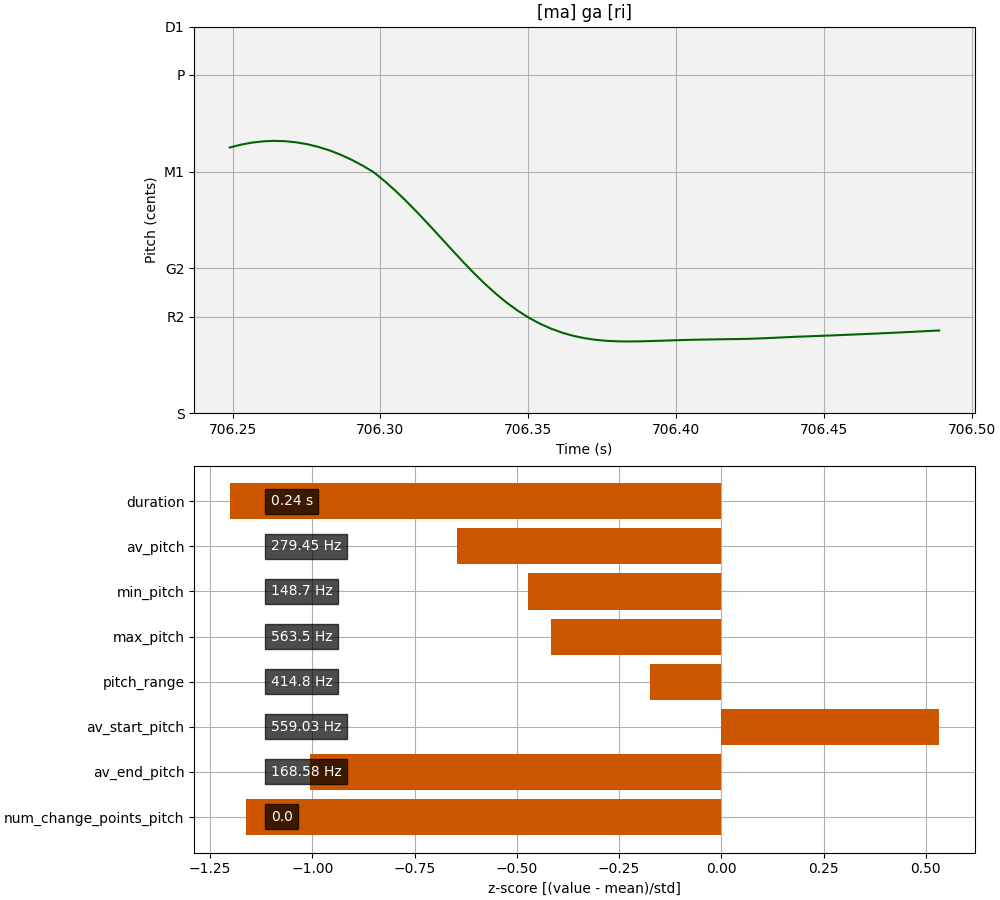 [ma] ga [ri]
D1
P
M1
G2
R2
S
Pitch (cents)
706.25 706.30 706.35 706.40 706.45 706.50
Time (s)
duration 0.24 s
av_pitch 279.45 Hz
min_pitch 148.7 Hz
max_pitch 563.5 Hz
pitch_range 414.8 Hz
av_start_pitch 559.03 Hz
av_end_pitch 168.58 Hz
num_change_points_pitch 0.0
−1.25 −1.00 −0.75 −0.50 −0.25 0.00 0.25 0.50
z-score [(value - mean)/std]